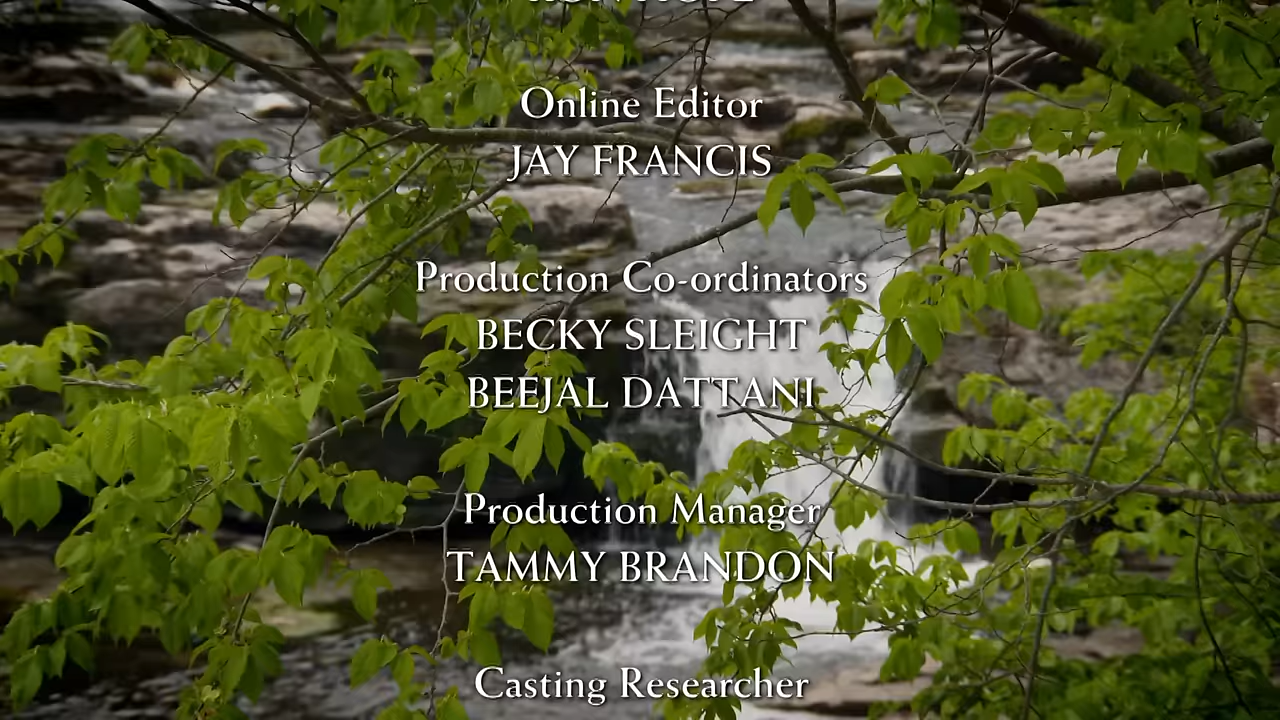 Online Editor
JAY FRANCIS
Production Co-ordinators
BECKY SLEIGHT
BEEJAL DATTANI
Production Manager
TAMMY BRANDON
Casting Researcher